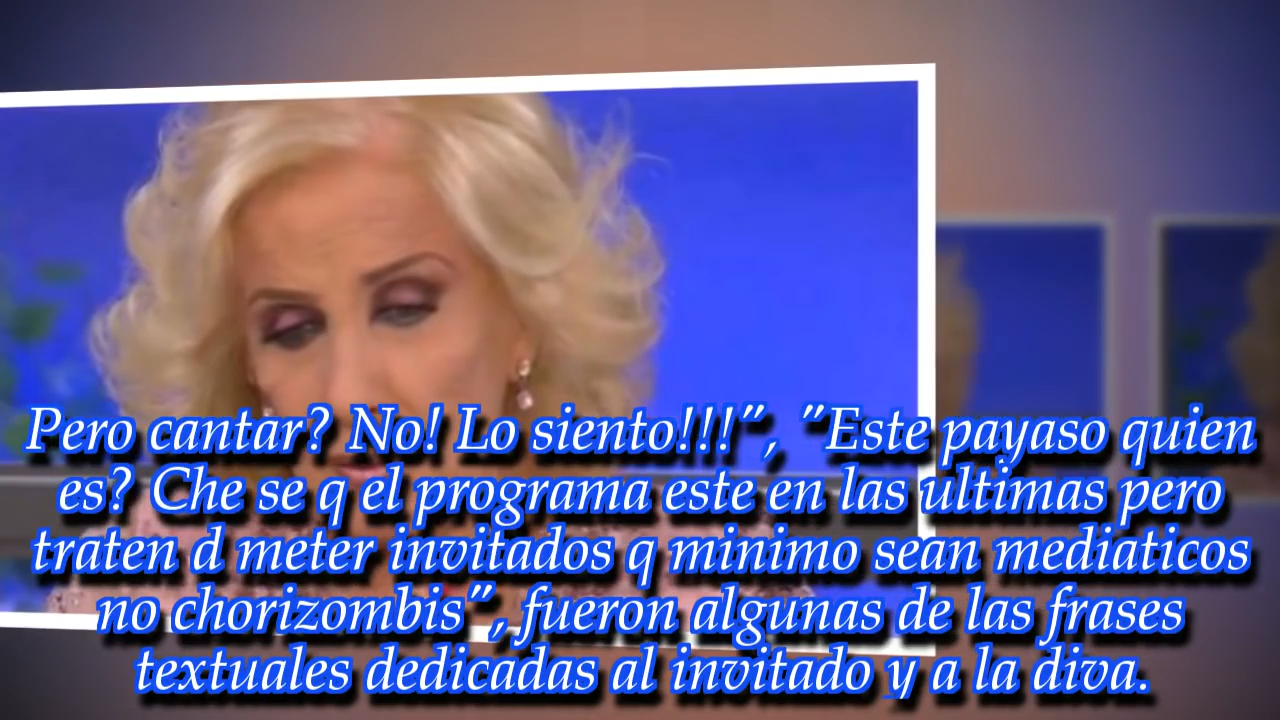 Pero cantar? No! Lo siento!!!", "Este payaso quien
es? Che se q el programa este en las ultimas pero
traten d meter invitados q minimo sean mediaticos
no chorizombis", fueron algunas de las frases
textuales dedicadas al invitado y a la diva.